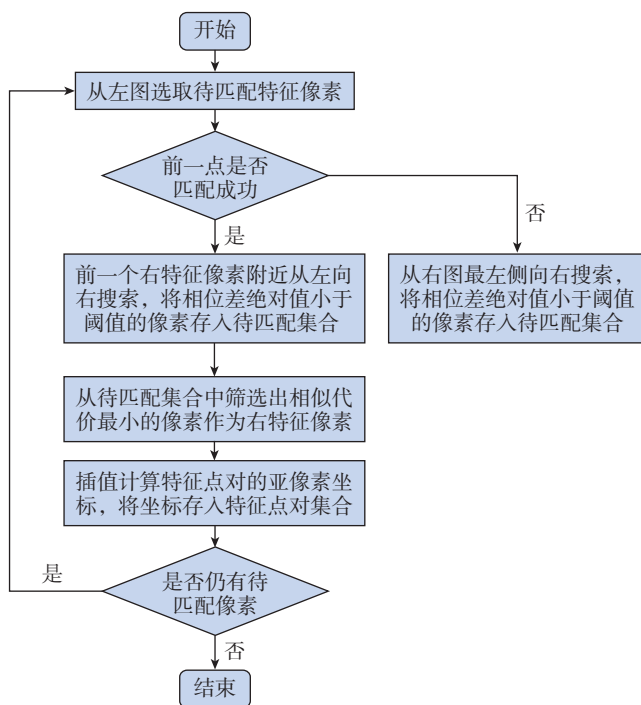 开始
从左图选取待匹配特征像素
前一点是否
匹配成功
是
否
前一个右特征像素附近从左向
右搜索，将相位差绝对值小于
阈值的像素存入待匹配集合
从右图最左侧向右搜索，
将相位差绝对值小于阈值
的像素存入待匹配集合
从待匹配集合中筛选出相似代
价最小的像素作为右特征像素
插值计算特征点对的亚像素坐
标，将坐标存入特征点对集合
是
是否仍有待
匹配像素
否
结束